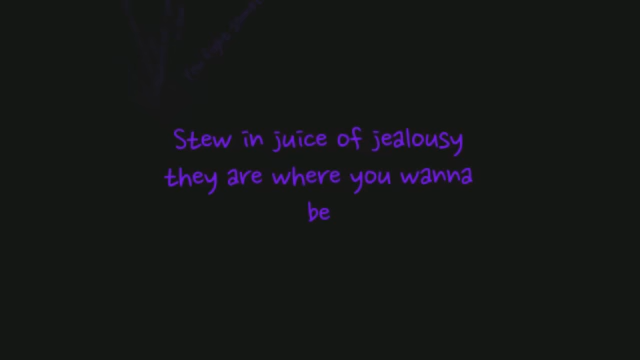 Stew in juice of jealousy
they are where you wanna
be